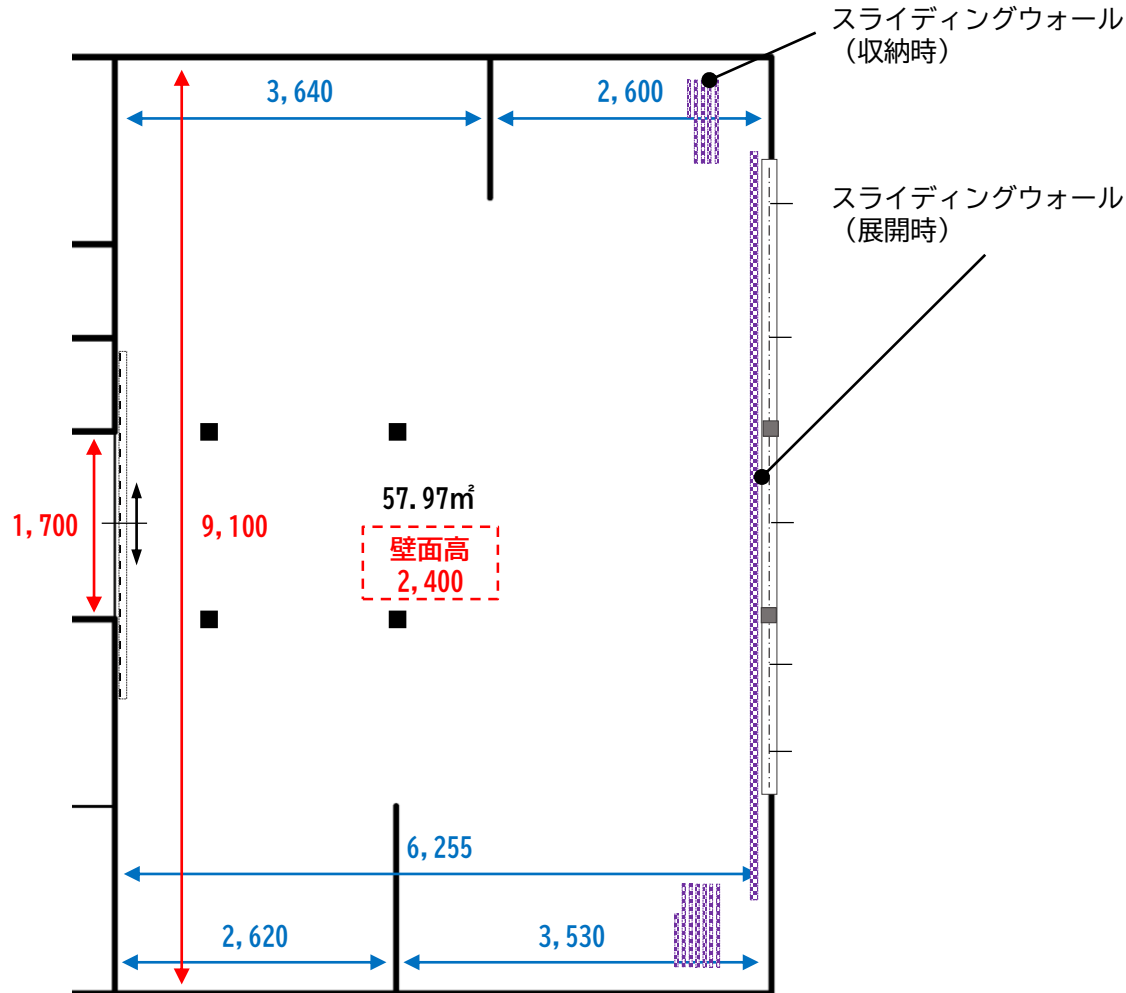 スライディングウォール
（収納時）
3,640
2,600
スライディングウォール
（展開時）
57.97㎡
1,700
9,100
壁面高
2,400
6,255
2,620
3,530